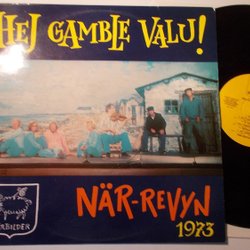 HEJ GAMBLE VALU!
NÄR-REVYN
1973